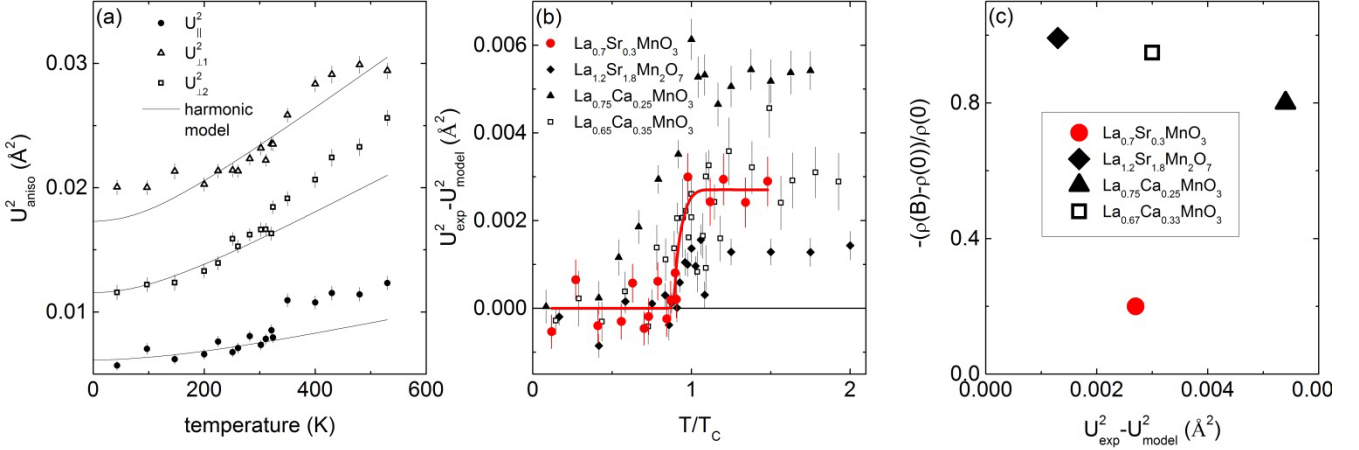 (a)
U²∥
U²⊥1
U²⊥2
harmonic
model
0.03
0.02
0.01
U²aniso (Å²)
0
200
400
600
temperature (K)
(b)
La0.7Sr0.3MnO3
La1.2Sr1.8Mn2O7
La0.75Ca0.25MnO3
La0.65Ca0.35MnO3
0.006
0.004
0.002
0.000
U²exp-U²model (Å²)
0
1
2
T/TC
(c)
La0.7Sr0.3MnO3
La1.2Sr1.8Mn2O7
La0.75Ca0.25MnO3
La0.67Ca0.33MnO3
0.8
0.4
0.0
-(ρ(B)-ρ(0))/ρ(0)
0.000
0.002
0.004
0.00
U²exp-U²model (Å²)